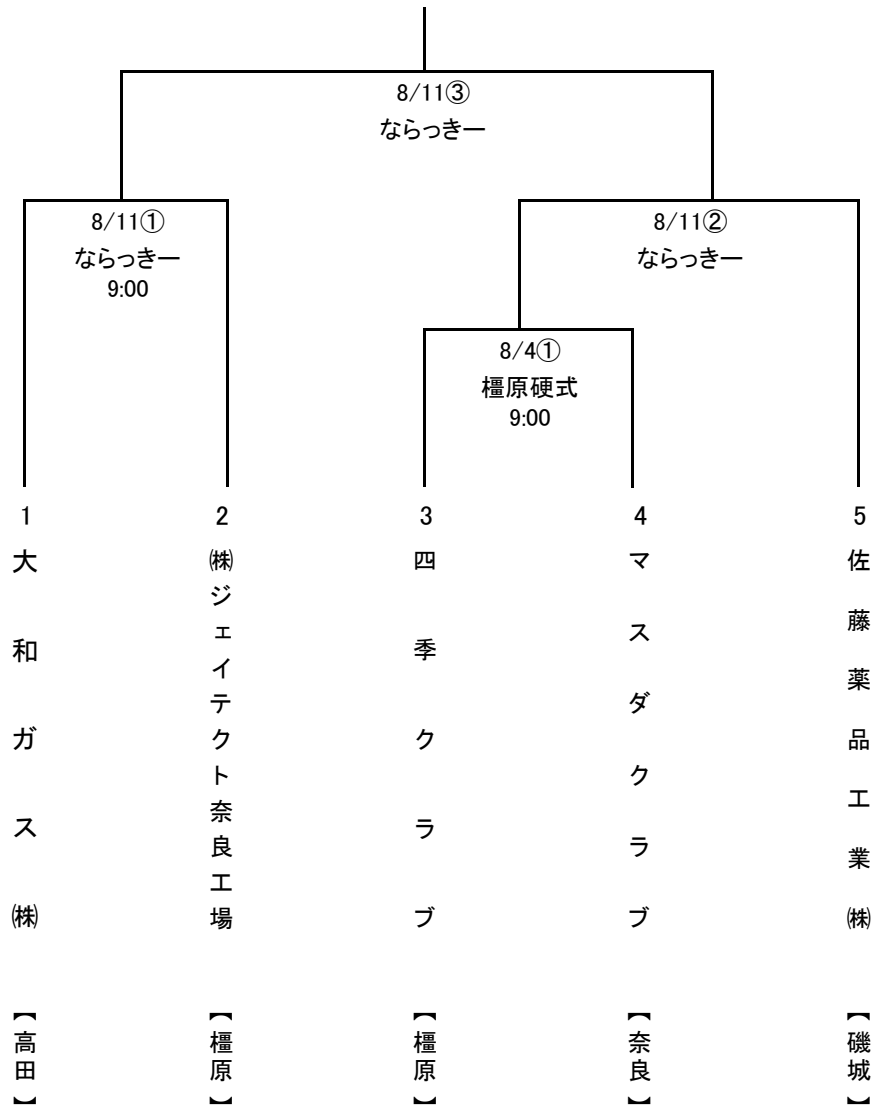 8/11③
ならっきー
8/11①
ならっきー
9:00
8/11②
ならっきー
8/4①
橿原硬式
9:00
1
2
3
4
5
大和ガス㈱
㈱ジェイテクト奈良工場
四季クラブ
マスダクラブ
佐藤薬品工業㈱
【高田】
【橿原】
【橿原】
【奈良】
【磯城】